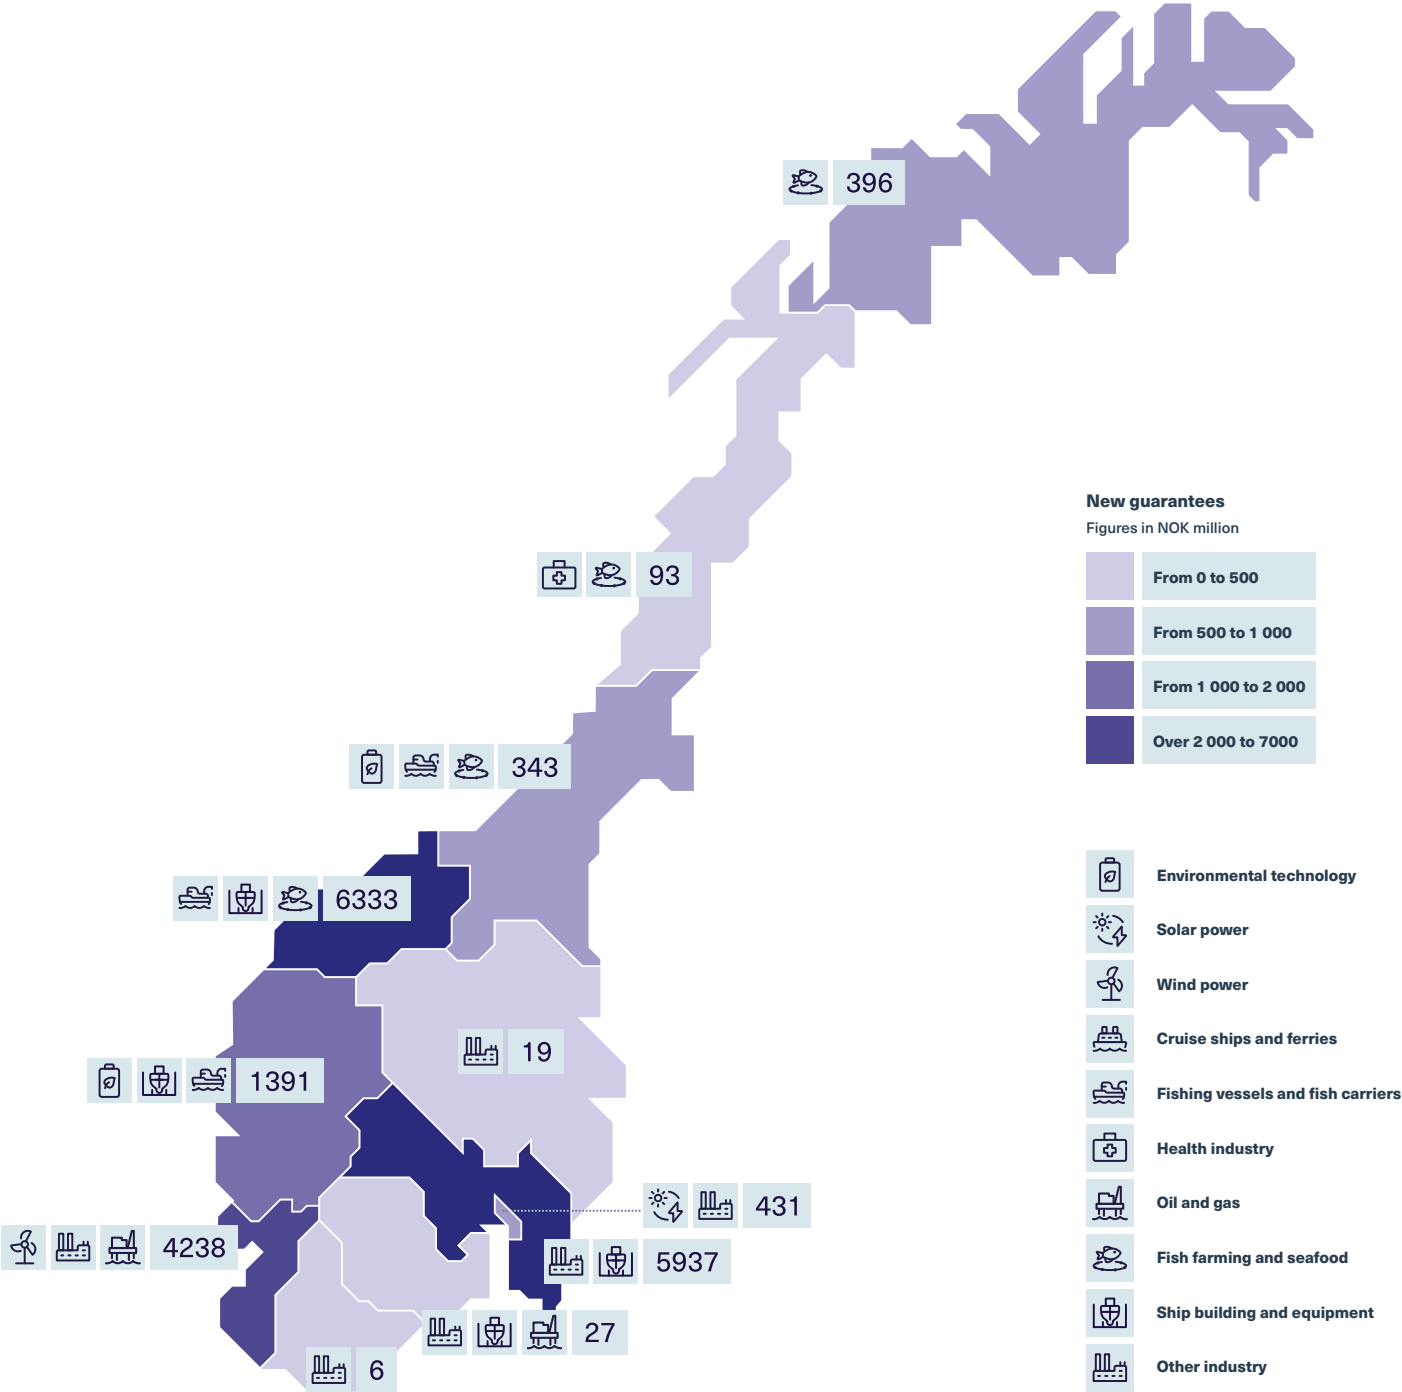 396
93
343
6333
19
1391
431
4238
5937
27
6
New guarantees
Figures in NOK million
From 0 to 500
From 500 to 1 000
From 1 000 to 2 000
Over 2 000 to 7000
Environmental technology
Solar power
Wind power
Cruise ships and ferries
Fishing vessels and fish carriers
Health industry
Oil and gas
Fish farming and seafood
Ship building and equipment
Other industry